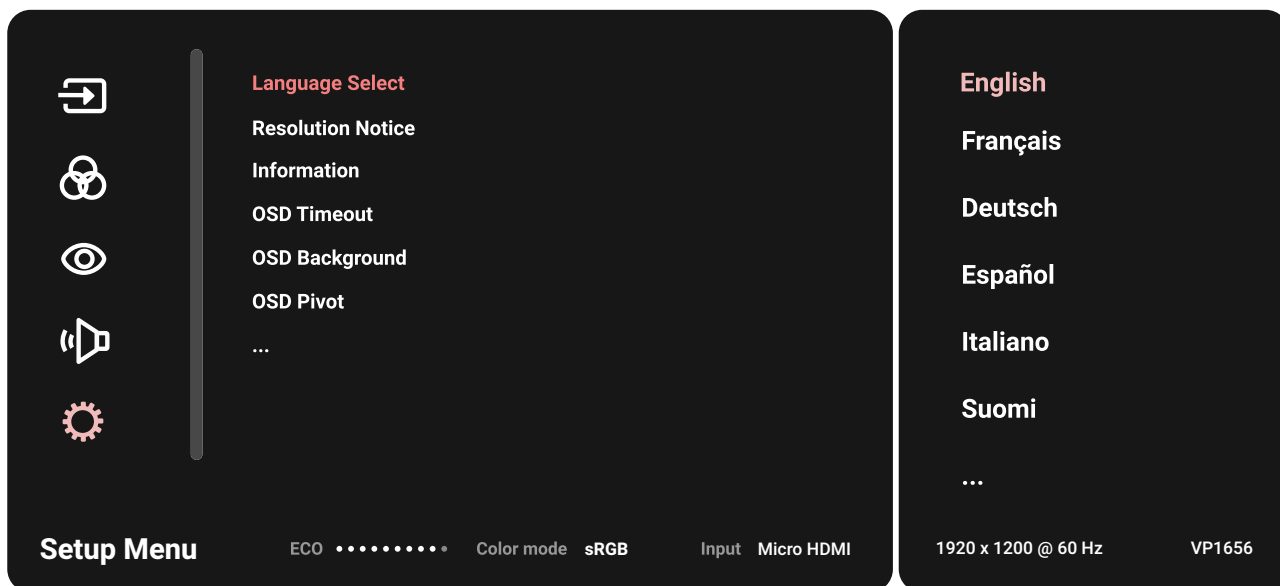 Language Select
Resolution Notice
Information
OSD Timeout
OSD Background
OSD Pivot
...
English
Français
Deutsch
Español
Italiano
Suomi
...
Setup Menu ECO Color mode sRGB Input Micro HDMI 1920 x 1200 @ 60 Hz VP1656